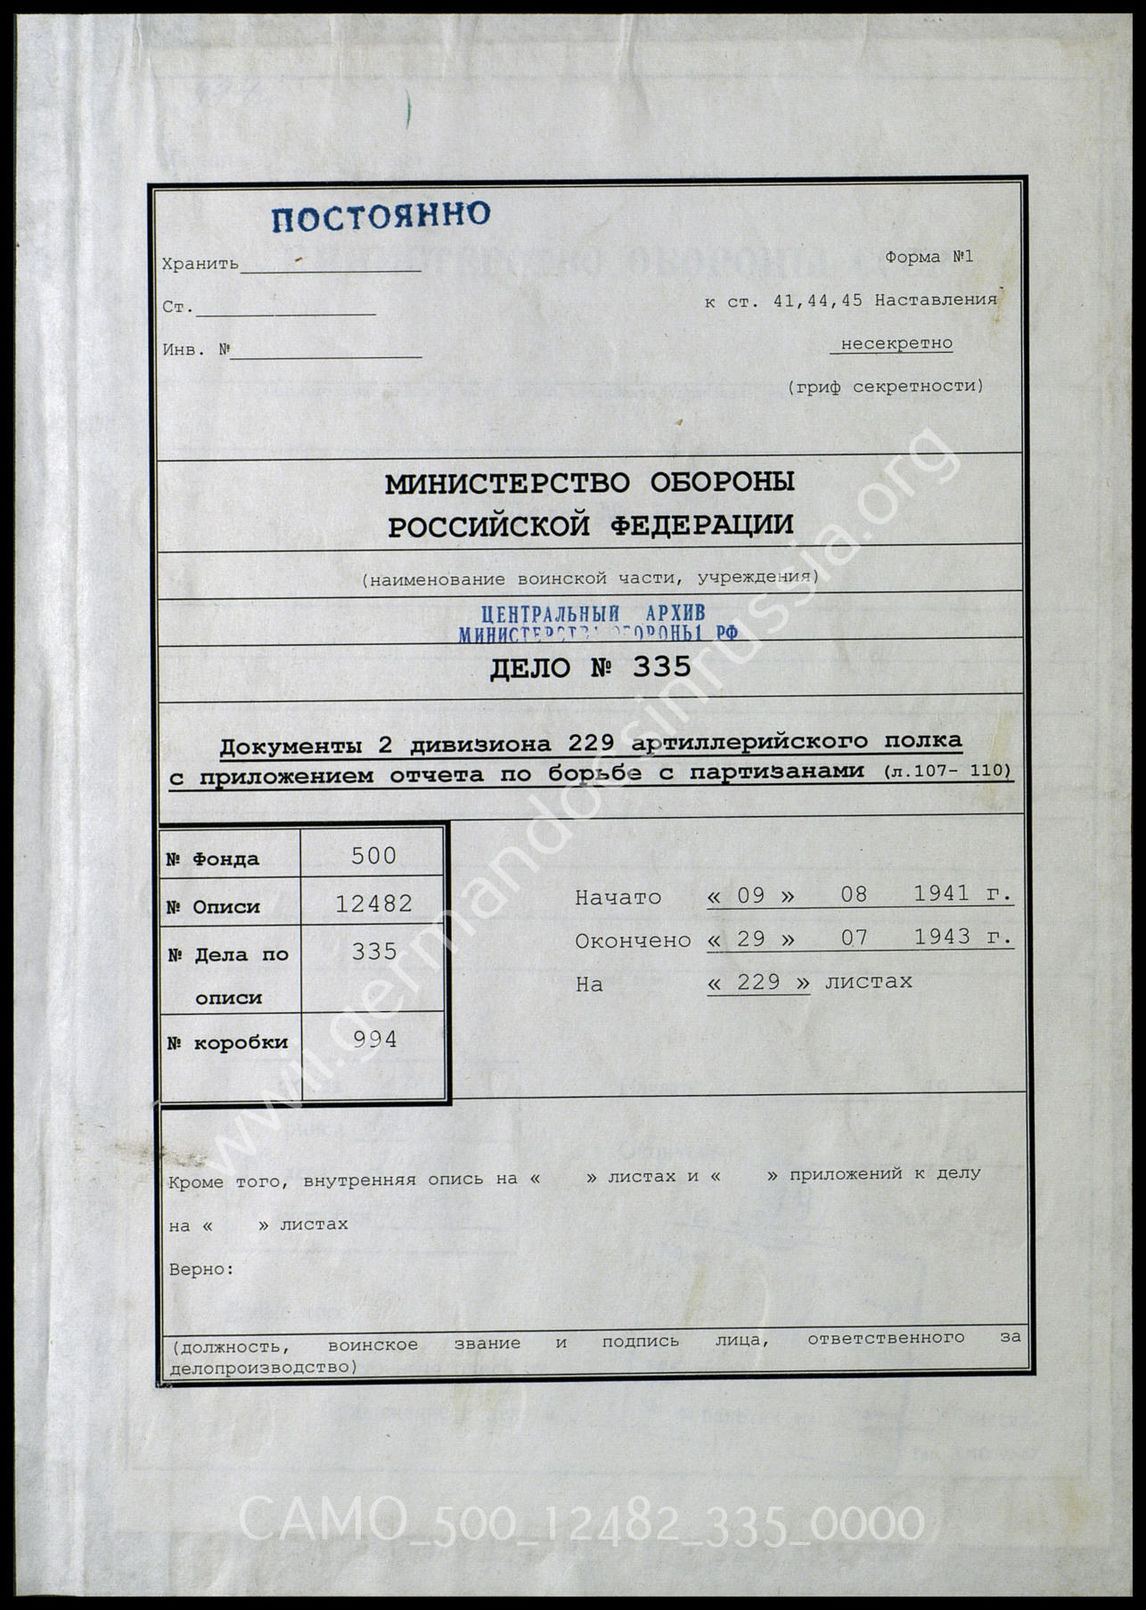 ПОСТОЯННО
Хранить
Форма №1
Ст.
к ст. 41,44,45 Наставления
Инв. №
несекретно
(гриф секретности)
МИНИСТЕРСТВО ОБОРОНЫ
РОССИЙСКОЙ ФЕДЕРАЦИИ
(наименование воинской части, учреждения)
ЦЕНТРАЛЬНЫЙ АРХИВ
МИНИСТЕРСТВА ОБОРОНЫ РФ
ДЕЛО № 335
Документы 2 дивизиона 229 артиллерийского полка
с приложением отчета по борьбе с партизанами (л.107- 110)
№ Фонда 500
№ Описи 12482
№ Дела по описи 335
№ коробки 994
Начато « 09 » 08 1941 г.
Окончено « 29 » 07 1943 г.
На « 229 » листах
Кроме того, внутренняя опись на « » листах и « » приложений к делу
на « » листах
Верно:
(должность, воинское звание и подпись лица, ответственного за
делопроизводство)
www.germandocsinrussia.org
CAMO_500_12482_335_0000